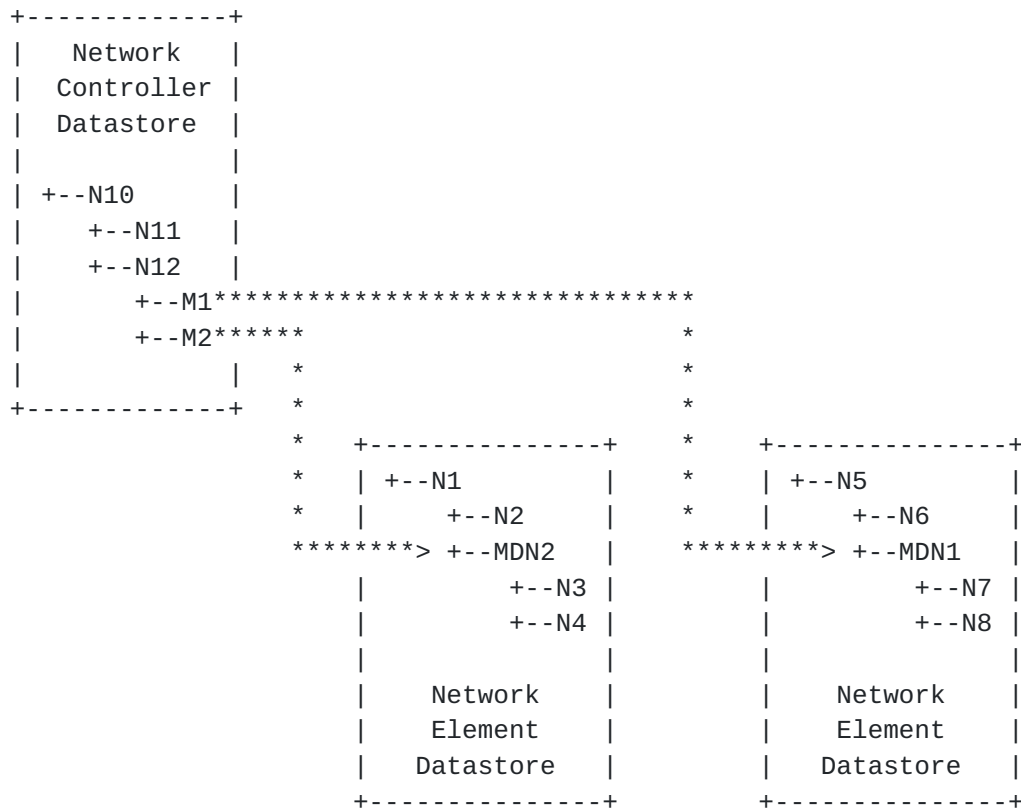 +-------------+
|   Network   |
|  Controller |
|  Datastore  |
|             |
| +--N10      |
|    +--N11   |
|    +--N12   |
|       +--M1*******************************
|       +--M2******                        *
|             |   *                        *
+-------------+   *                        *
                  *   +---------------+    *    +---------------+
                  *   | +--N1         |    *    | +--N5         |
                  *   |     +--N2     |    *    |     +--N6     |
                  ********> +--MDN2   |    *********> +--MDN1   |
                      |         +--N3 |         |         +--N7 |
                      |         +--N4 |         |         +--N8 |
                      |               |         |               |
                      |    Network    |         |    Network    |
                      |    Element    |         |    Element    |
                      |   Datastore   |         |   Datastore   |
                      +---------------+         +---------------+